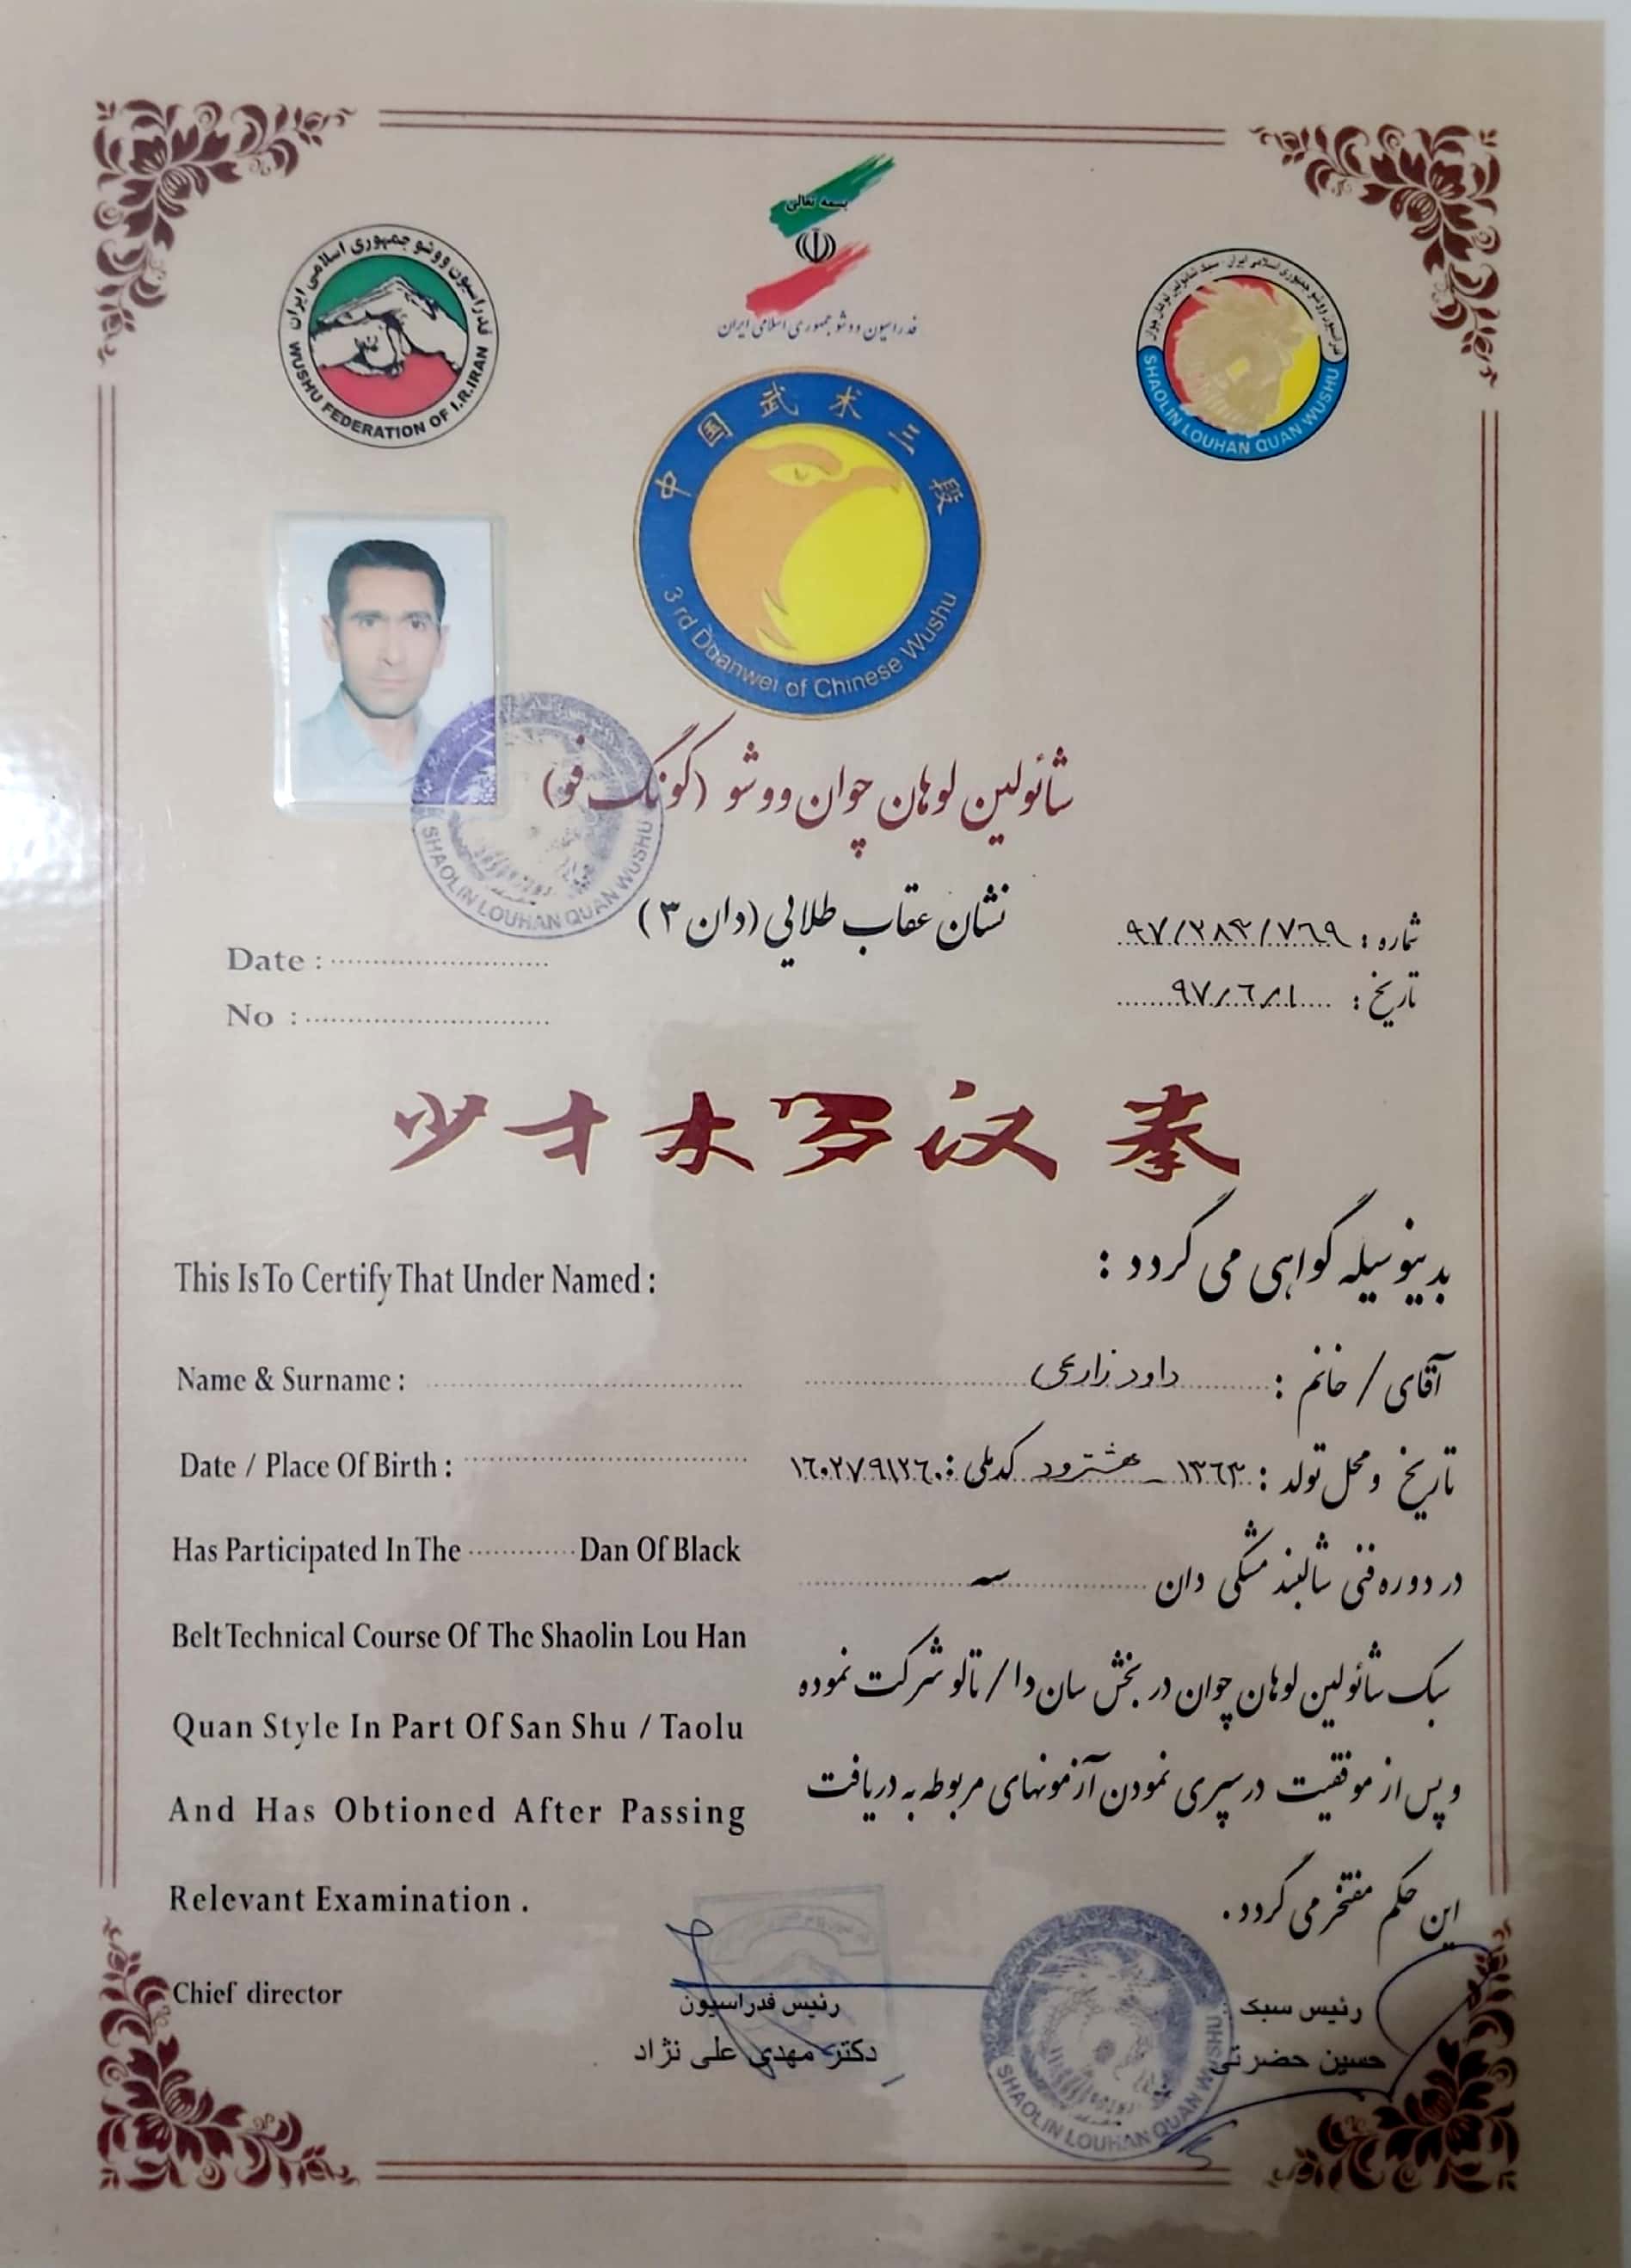 بسمه تعالی
فدراسیون ووشو جمهوری اسلامی ایران
فدراسیون ووشو جمهوری اسلامی ایران
WUSHU FEDERATION OF I.R.IRAN
SHAOLIN LOUHAN QUAN WUSHU
中国武术三段
3 rd Duanwei of Chinese Wushu
شائولین لوهان چوان ووشو (کونگ فو)
SHAOLIN LOUHAN QUAN WUSHU
نشان عقاب طلایی (دان ۳)
شماره : ۹۷/۲۸۳/۷۶۹
تاریخ : ۹۷/۶/۱
Date :
No :
少才木罗汉拳
This Is To Certify That Under Named :
بدینوسیله گواهی می گردد :
Name & Surname :
آقای / خانم : داود زارعی
Date / Place Of Birth :
تاریخ و محل تولد : ۱۳۶۳ - هشترود کدملی : ۱۶۰۲۷۹۱۲۶۰
Has Participated In The Dan Of Black
در دوره فنی شالبند مشکی دان سه
Belt Technical Course Of The Shaolin Lou Han
سبک شائولین لوهان چوان در بخش سان دا / تالو شرکت نموده
Quan Style In Part Of San Shu / Taolu
And Has Obtioned After Passing
و پس از موفقیت در سپری نمودن آزمونهای مربوطه به دریافت
Relevant Examination .
این حکم مفتخر می گردد .
Chief director
رئیس فدراسیون
دکتر مهدی علی نژاد
رئیس سبک
حسین حضرتی
SHAOLIN LOUHAN QUAN WUSHU